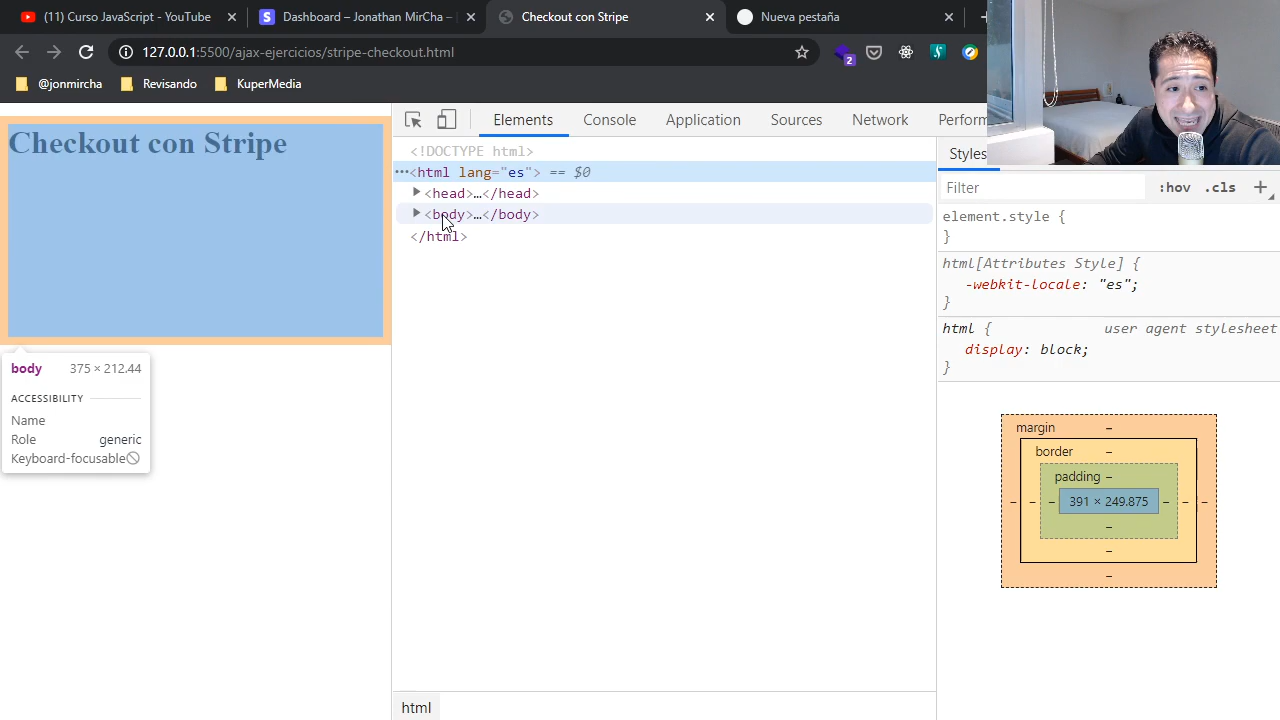 (11) Curso JavaScript - YouTube
Dashboard – Jonathan MirCha –
Checkout con Stripe
Nueva pestaña
127.0.0.1:5500/ajax-ejercicios/stripe-checkout.html
2
@jonmircha
Revisando
KuperMedia
Checkout con Stripe
body 375 × 212.44
ACCESSIBILITY
Name
Role generic
Keyboard-focusable
Elements Console Application Sources Network Perform
<!DOCTYPE html>
<html lang="es"> == $0
<head>…</head>
<body>…</body>
</html>
html
Styles
Filter :hov .cls +
element.style {
}
html[Attributes Style] {
-webkit-locale: "es";
}
html { user agent stylesheet
display: block;
}
margin –
border –
padding –
– – – 391 × 249.875 – – –
–
–
–